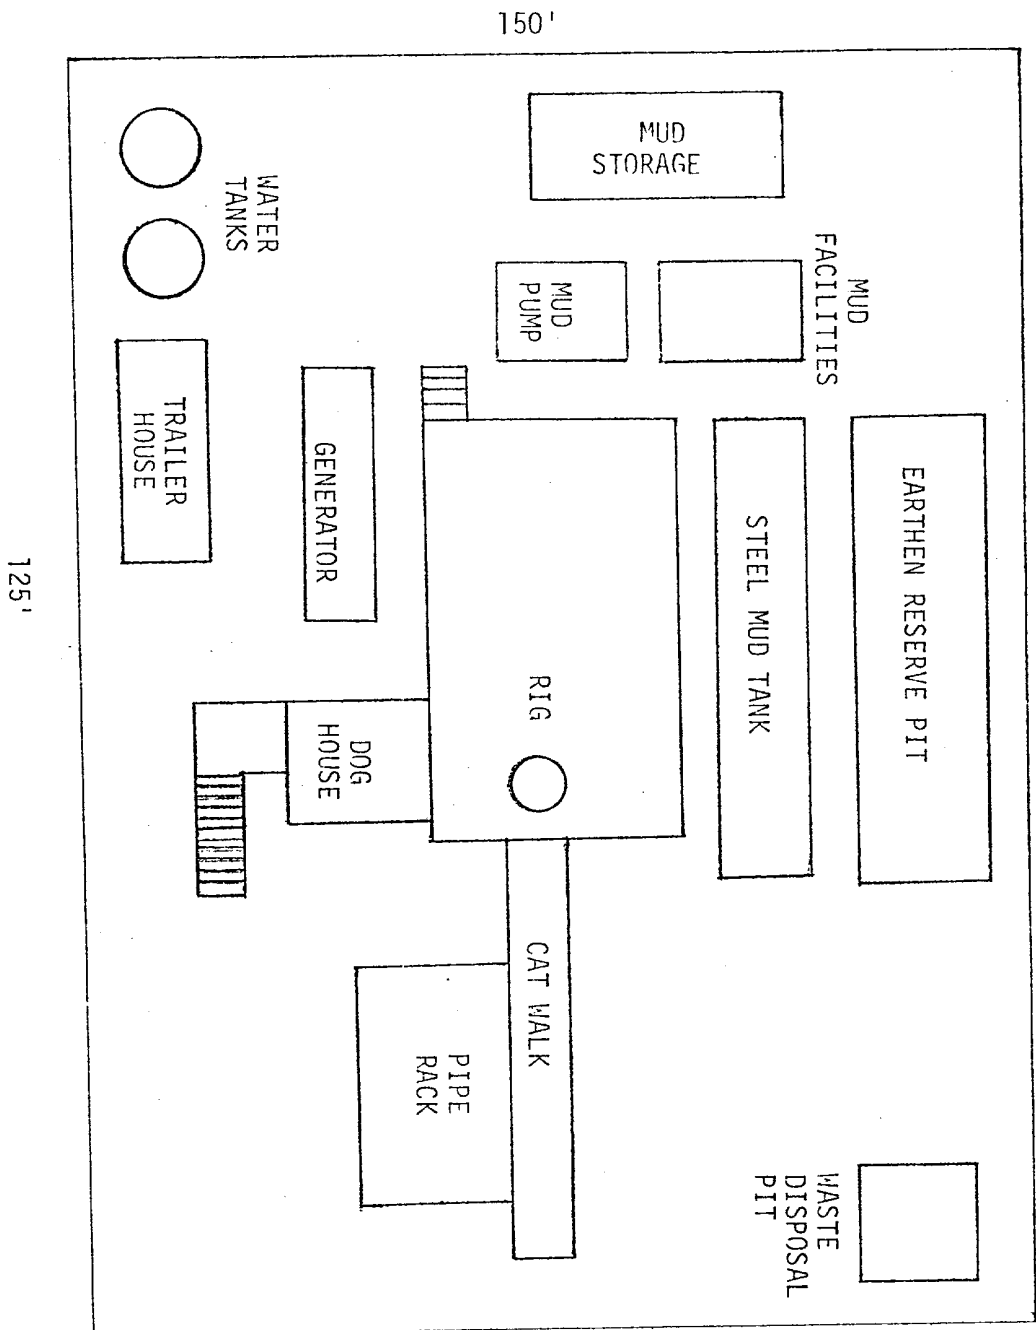 150'
MUD
STORAGE
MUD
FACILITIES
WATER
TANKS
MUD
PUMP
TRAILER
HOUSE
GENERATOR
STEEL MUD TANK
EARTHEN RESERVE PIT
125'
RIG
DOG
HOUSE
CAT WALK
PIPE
RACK
WASTE
DISPOSAL
PIT